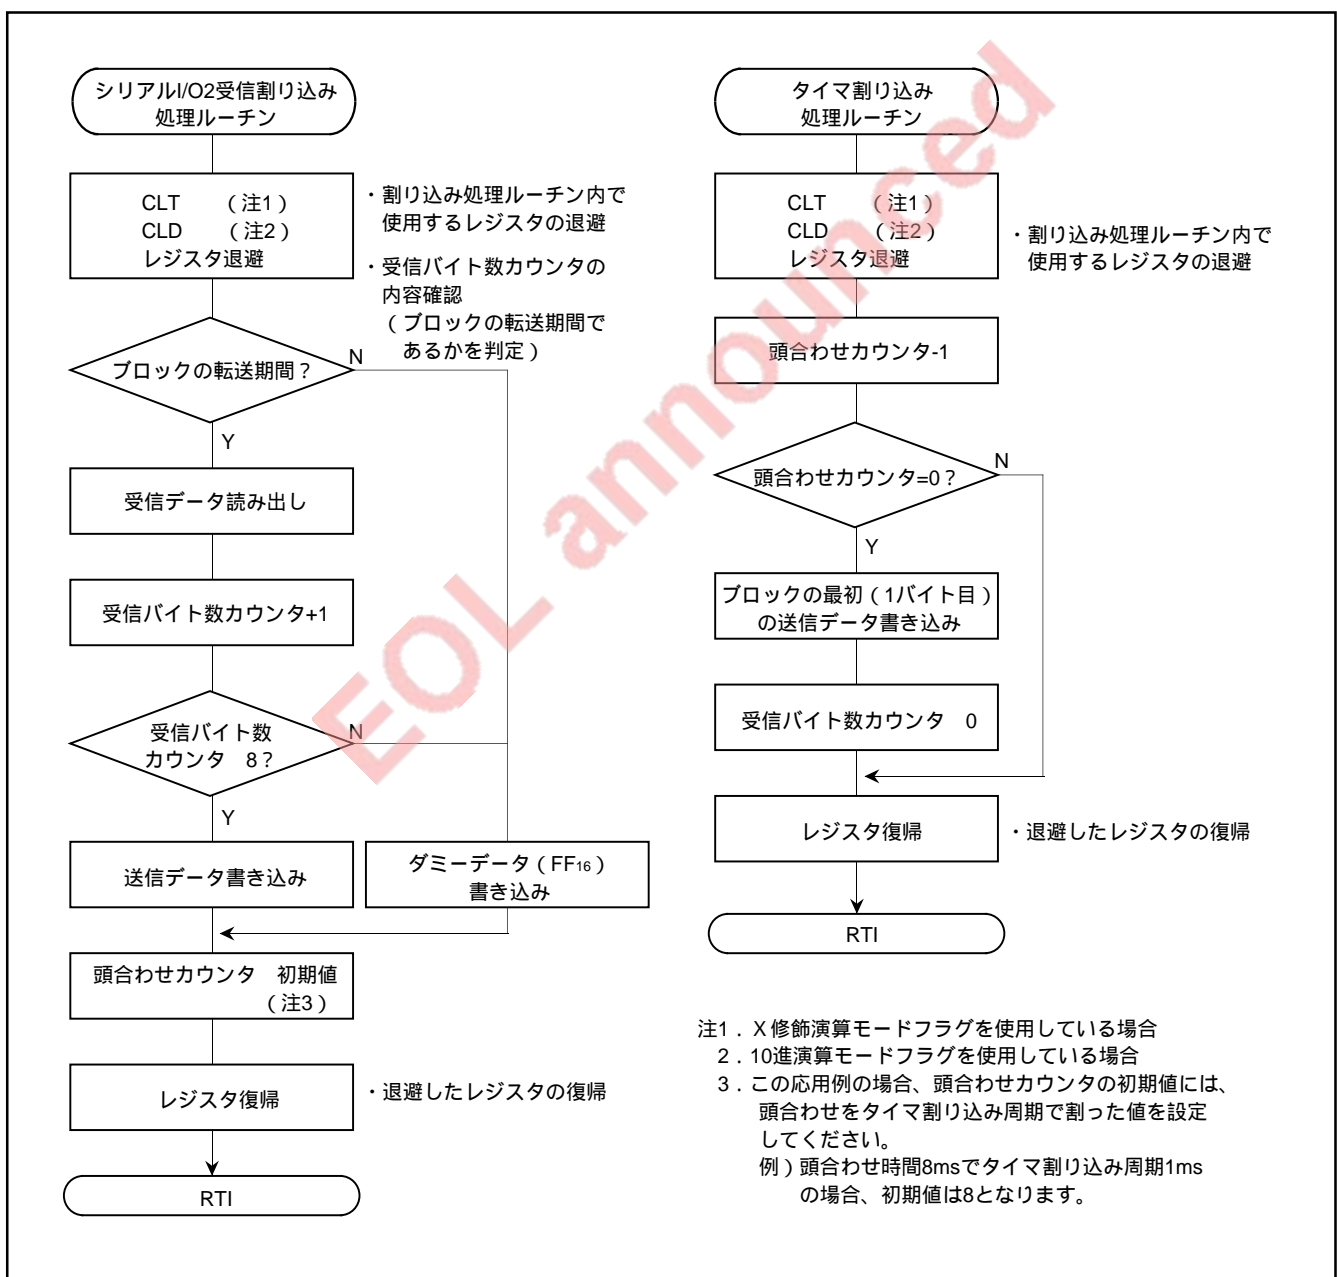 シリアルI/O2受信割り込み
処理ルーチン
CLT （注1）
CLD （注2）
レジスタ退避
・割り込み処理ルーチン内で
使用するレジスタの退避
・受信バイト数カウンタの
内容確認
（ブロックの転送期間で
あるかを判定）
ブロックの転送期間？
N
Y
受信データ読み出し
受信バイト数カウンタ+1
受信バイト数
カウンタ 8？
N
Y
送信データ書き込み
ダミーデータ（FF16）
書き込み
頭合わせカウンタ 初期値
（注3）
レジスタ復帰
・退避したレジスタの復帰
RTI
タイマ割り込み
処理ルーチン
CLT （注1）
CLD （注2）
レジスタ退避
・割り込み処理ルーチン内で
使用するレジスタの退避
頭合わせカウンタ-1
頭合わせカウンタ=0？
N
Y
ブロックの最初（1バイト目）
の送信データ書き込み
受信バイト数カウンタ 0
レジスタ復帰
・退避したレジスタの復帰
RTI
注1．X修飾演算モードフラグを使用している場合
2．10進演算モードフラグを使用している場合
3．この応用例の場合、頭合わせカウンタの初期値には、
頭合わせをタイマ割り込み周期で割った値を設定
してください。
例）頭合わせ時間8msでタイマ割り込み周期1ms
の場合、初期値は8となります。
EOL announced